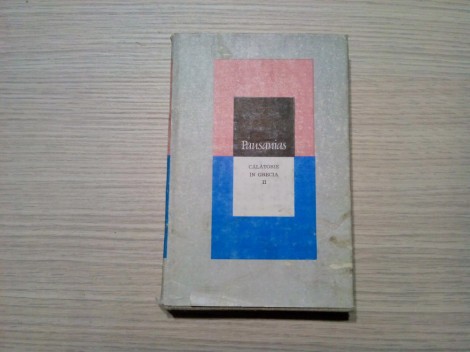 Pausanias
CĂLĂTORIE
ÎN GRECIA
II